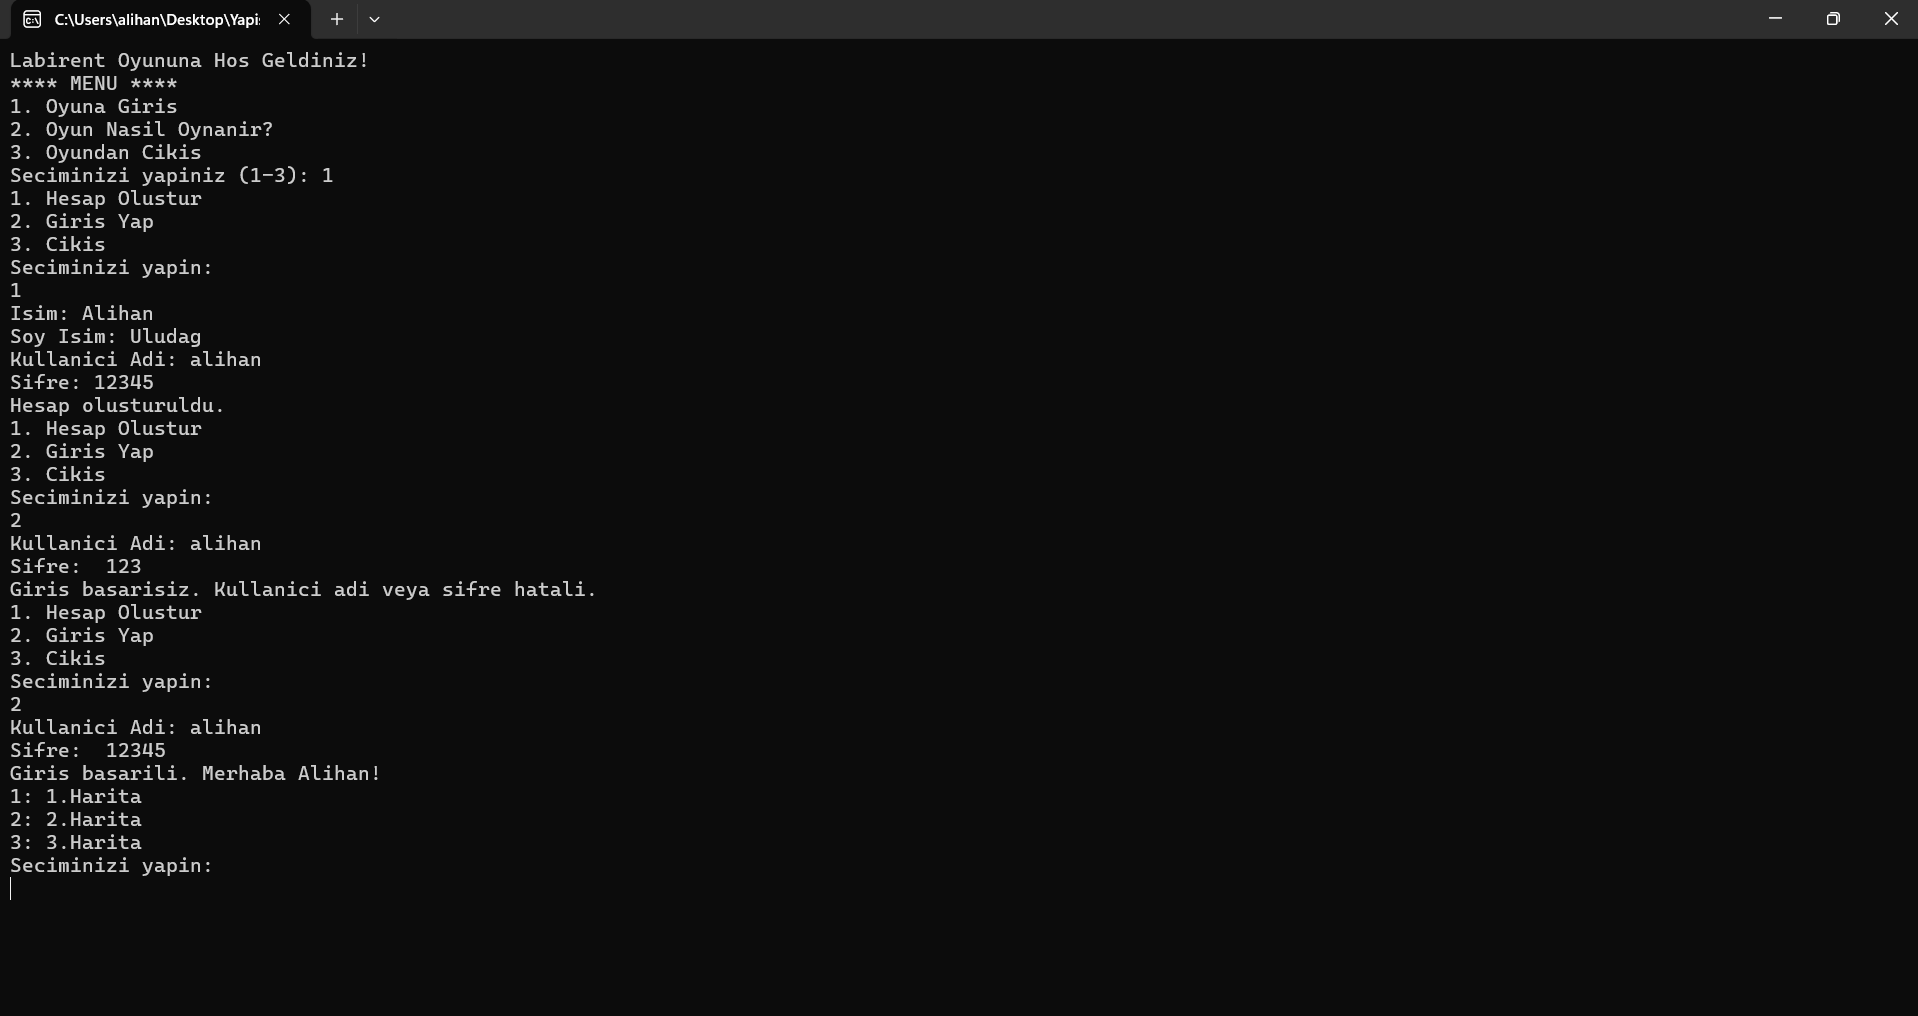 C:\Users\alihan\Desktop\Yapi
Labirent Oyununa Hos Geldiniz!
**** MENU ****
1. Oyuna Giris
2. Oyun Nasil Oynanir?
3. Oyundan Cikis
Seciminizi yapiniz (1-3): 1
1. Hesap Olustur
2. Giris Yap
3. Cikis
Seciminizi yapin:
1
Isim: Alihan
Soy Isim: Uludag
Kullanici Adi: alihan
Sifre: 12345
Hesap olusturuldu.
1. Hesap Olustur
2. Giris Yap
3. Cikis
Seciminizi yapin:
2
Kullanici Adi: alihan
Sifre:  123
Giris basarisiz. Kullanici adi veya sifre hatali.
1. Hesap Olustur
2. Giris Yap
3. Cikis
Seciminizi yapin:
2
Kullanici Adi: alihan
Sifre:  12345
Giris basarili. Merhaba Alihan!
1: 1.Harita
2: 2.Harita
3: 3.Harita
Seciminizi yapin: